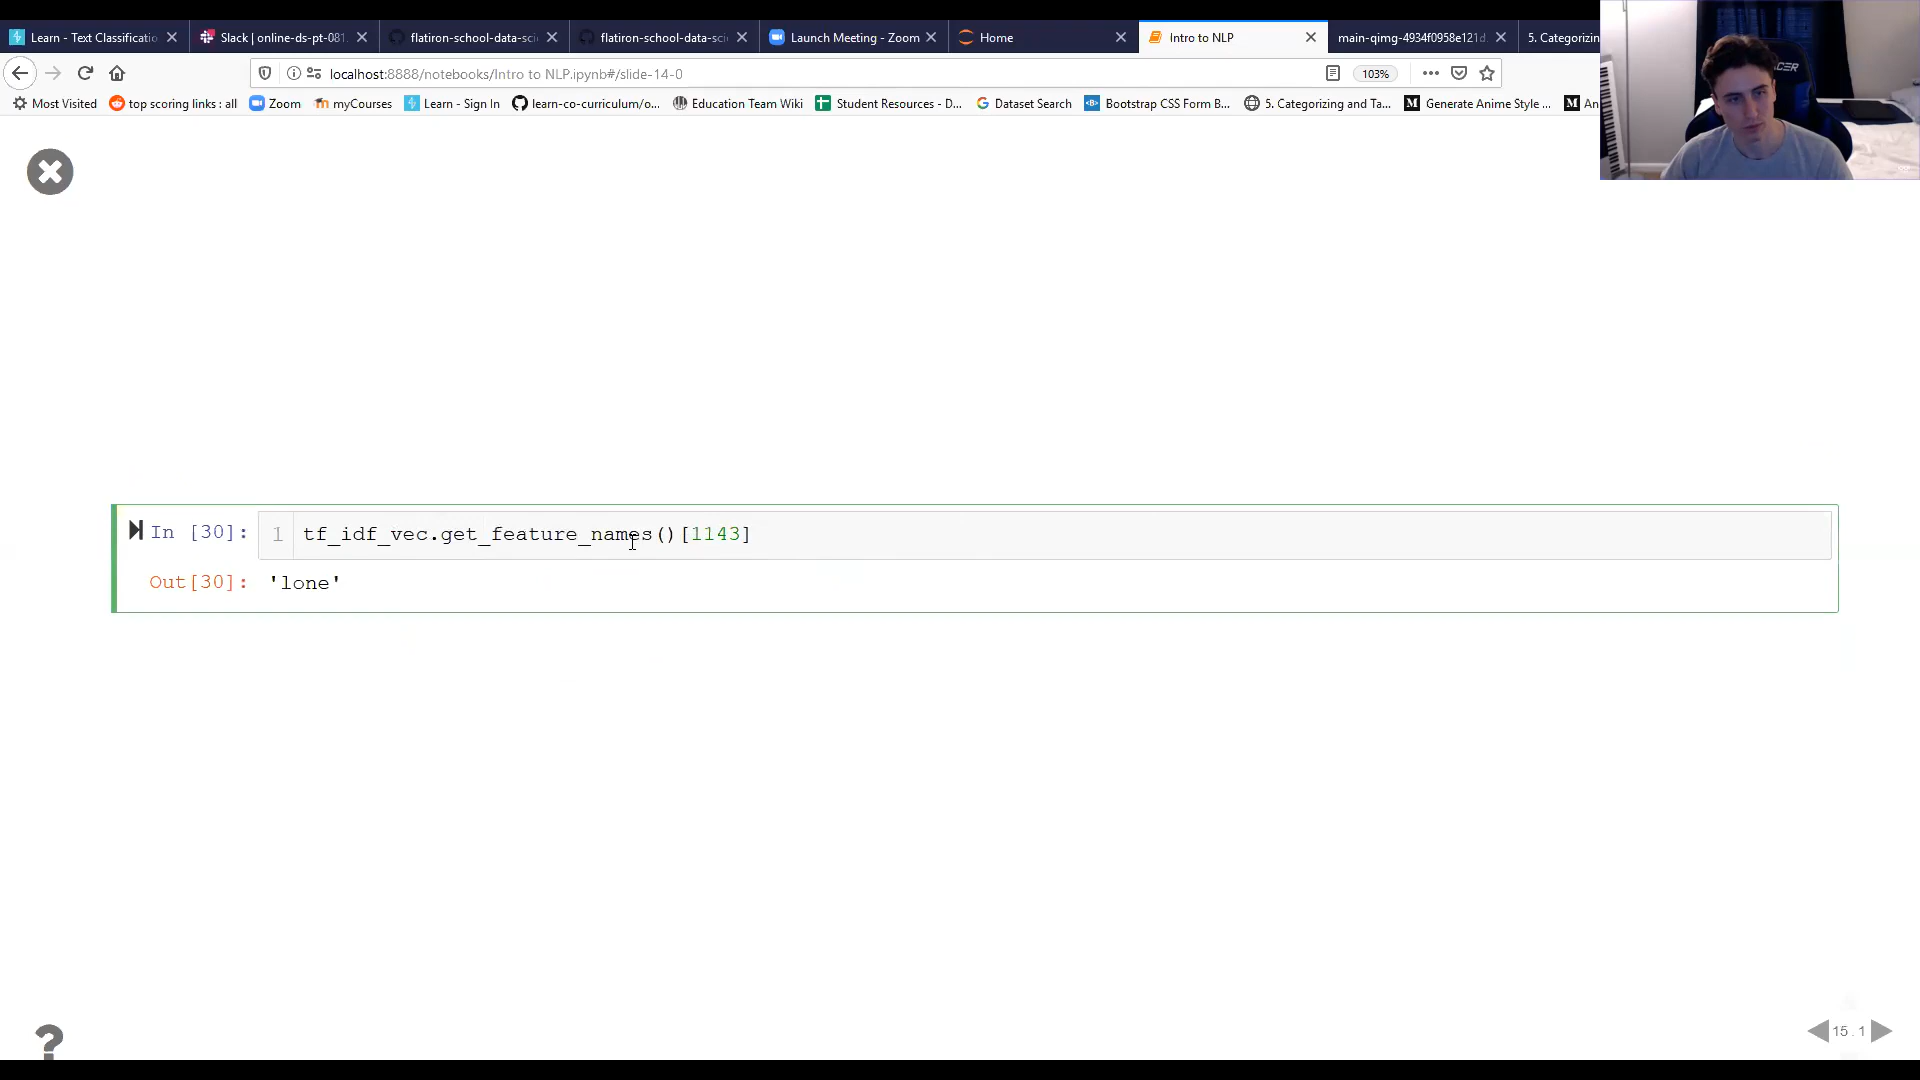 Learn - Text Classificatio
Slack | online-ds-pt-081
flatiron-school-data-sci
flatiron-school-data-sci
Launch Meeting - Zoom
Home
Intro to NLP
main-qimg-4934f0958e121d
5. Categorizin
localhost:8888/notebooks/Intro to NLP.ipynb#/slide-14-0
103%
Most Visited
top scoring links : all
Zoom
myCourses
Learn - Sign In
learn-co-curriculum/o...
Education Team Wiki
Student Resources - D...
Dataset Search
Bootstrap CSS Form B...
5. Categorizing and Ta...
Generate Anime Style ...
An
ACER
In [30]:
1
tf_idf_vec.get_feature_names()[1143]
Out[30]:
'lone'
?
15.1